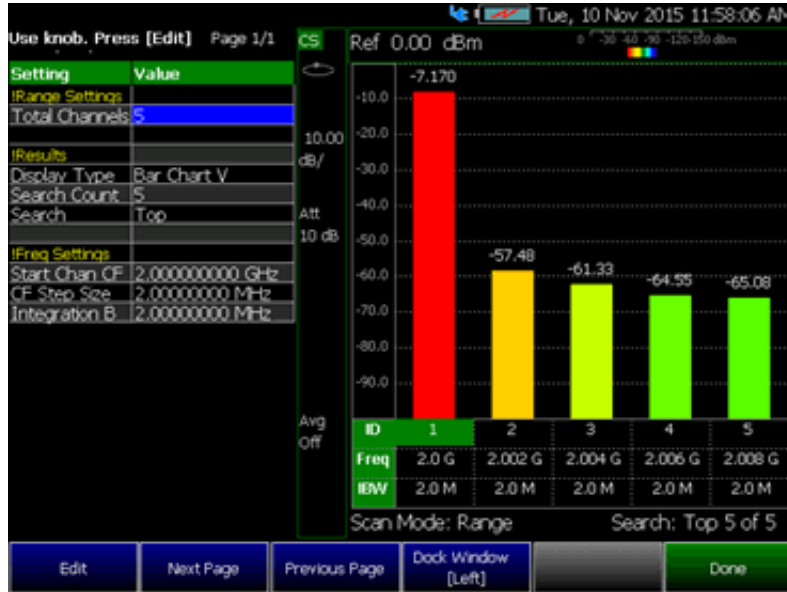 Tue, 10 Nov 2015 11:58:06 AM
Use knob. Press [Edit] Page 1/1
CS
Ref 0.00 dBm
0 -30 -60 -90 -120-150 dBm
Setting Value
!Range Settings
Total Channels 5
!Results
Display Type Bar Chart V
Search Count 5
Search Top
!Freq Settings
Start Chan CF 2.000000000 GHz
CF Step Size 2.00000000 MHz
Integration B 2.00000000 MHz
10.00
dB/
Att
10 dB
Avg
Off
-10.0
-20.0
-30.0
-40.0
-50.0
-60.0
-70.0
-80.0
-90.0
-7.170
-57.48
-61.33
-64.55
-65.08
ID 1 2 3 4 5
Freq 2.0 G 2.002 G 2.004 G 2.006 G 2.008 G
IBW 2.0 M 2.0 M 2.0 M 2.0 M 2.0 M
Scan Mode: Range Search: Top 5 of 5
Edit
Next Page
Previous Page
Dock Window
[Left]
Done